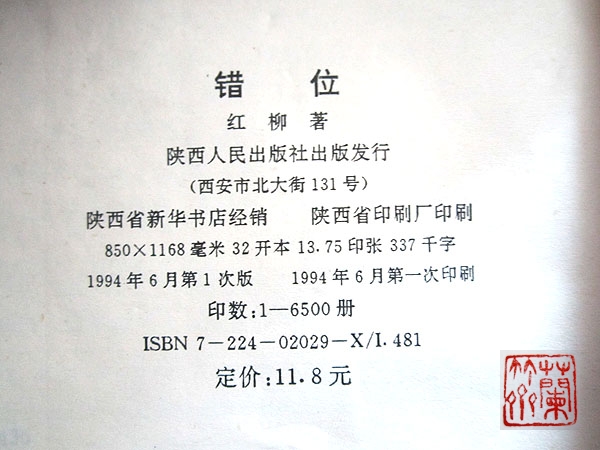 错 位
红 柳 著
陕西人民出版社出版发行
(西安市北大街131号)
陕西省新华书店经销 陕西省印刷厂印刷
850×1168毫米 32开本 13.75印张 337千字
1994年6月第1次版 1994年6月第一次印刷
印数:1—6500册
ISBN 7-224-02029-X/I.481
定价:11.8元